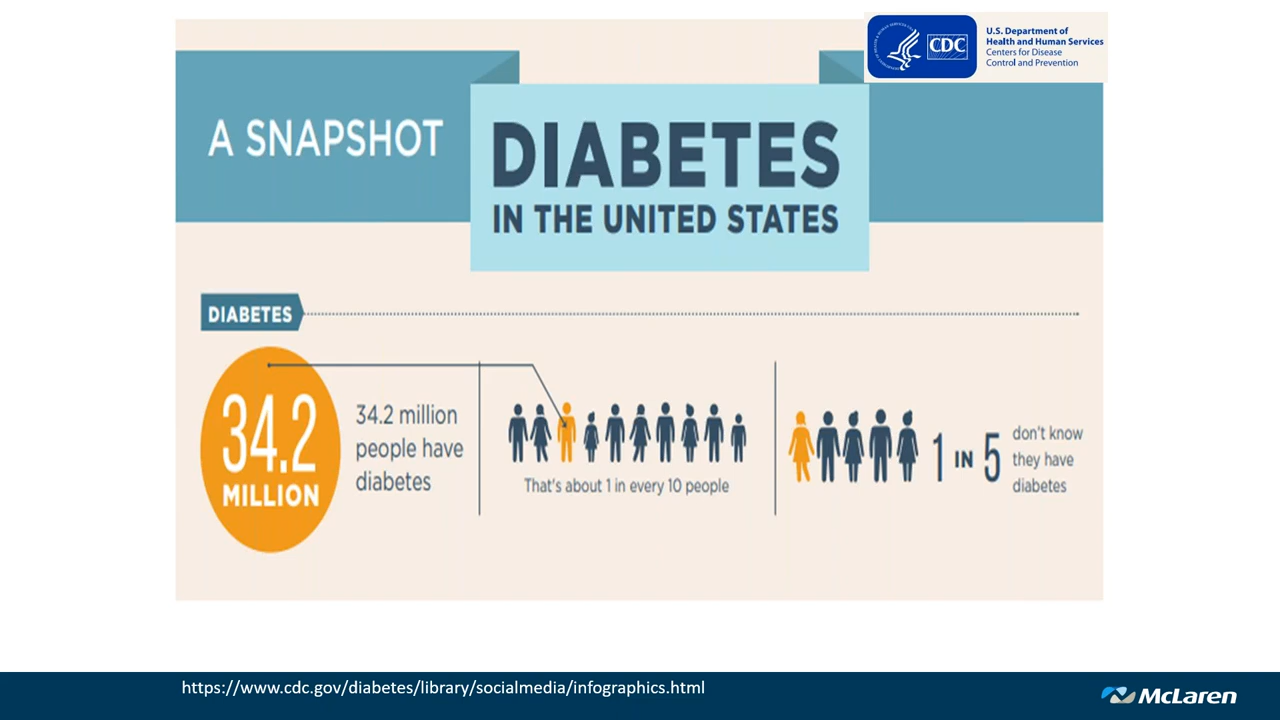 CDC
U.S. Department of
Health and Human Services
Centers for Disease
Control and Prevention
A SNAPSHOT
DIABETES
IN THE UNITED STATES
DIABETES
34.2
MILLION
34.2 million
people have
diabetes
That's about 1 in every 10 people
1 IN 5
don't know
they have
diabetes
https://www.cdc.gov/diabetes/library/socialmedia/infographics.html
McLaren